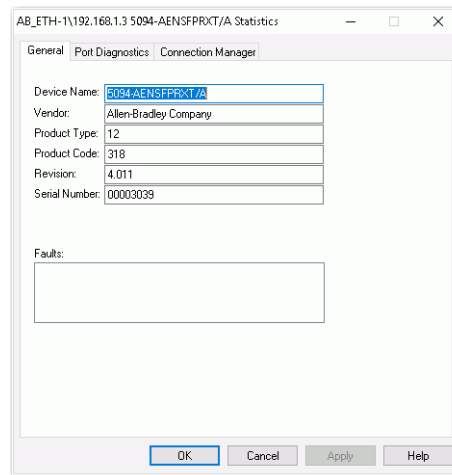 AB_ETH-1\192.168.1.3 5094-AENSFPRXT/A Statistics
General Port Diagnostics Connection Manager
Device Name: 5094-AENSFPRXT/A
Vendor: Allen-Bradley Company
Product Type: 12
Product Code: 318
Revision: 4.011
Serial Number: 00003039
Faults:
OK Cancel Apply Help